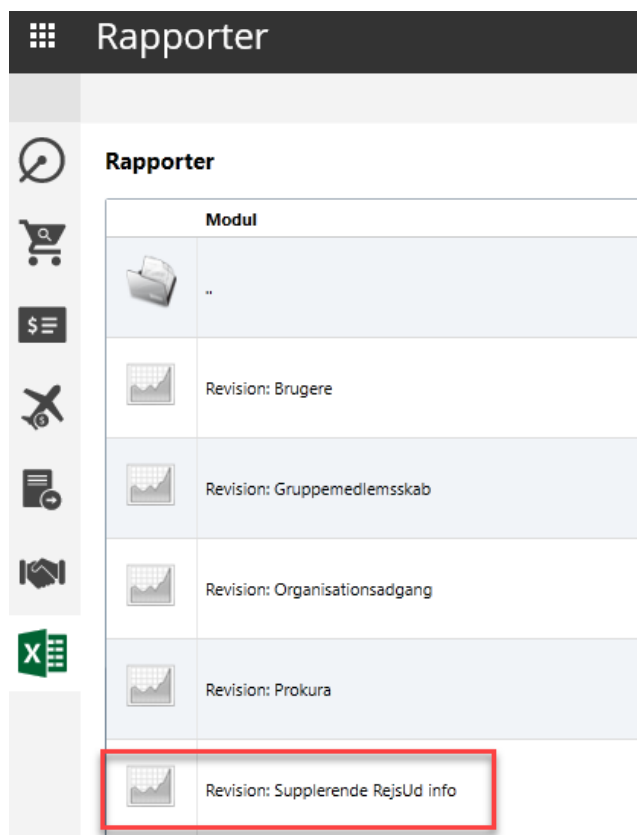 Rapporter
Rapporter
Modul
..
Revision: Brugere
Revision: Gruppemedlemsskab
Revision: Organisationsadgang
Revision: Prokura
Revision: Supplerende RejsUd info